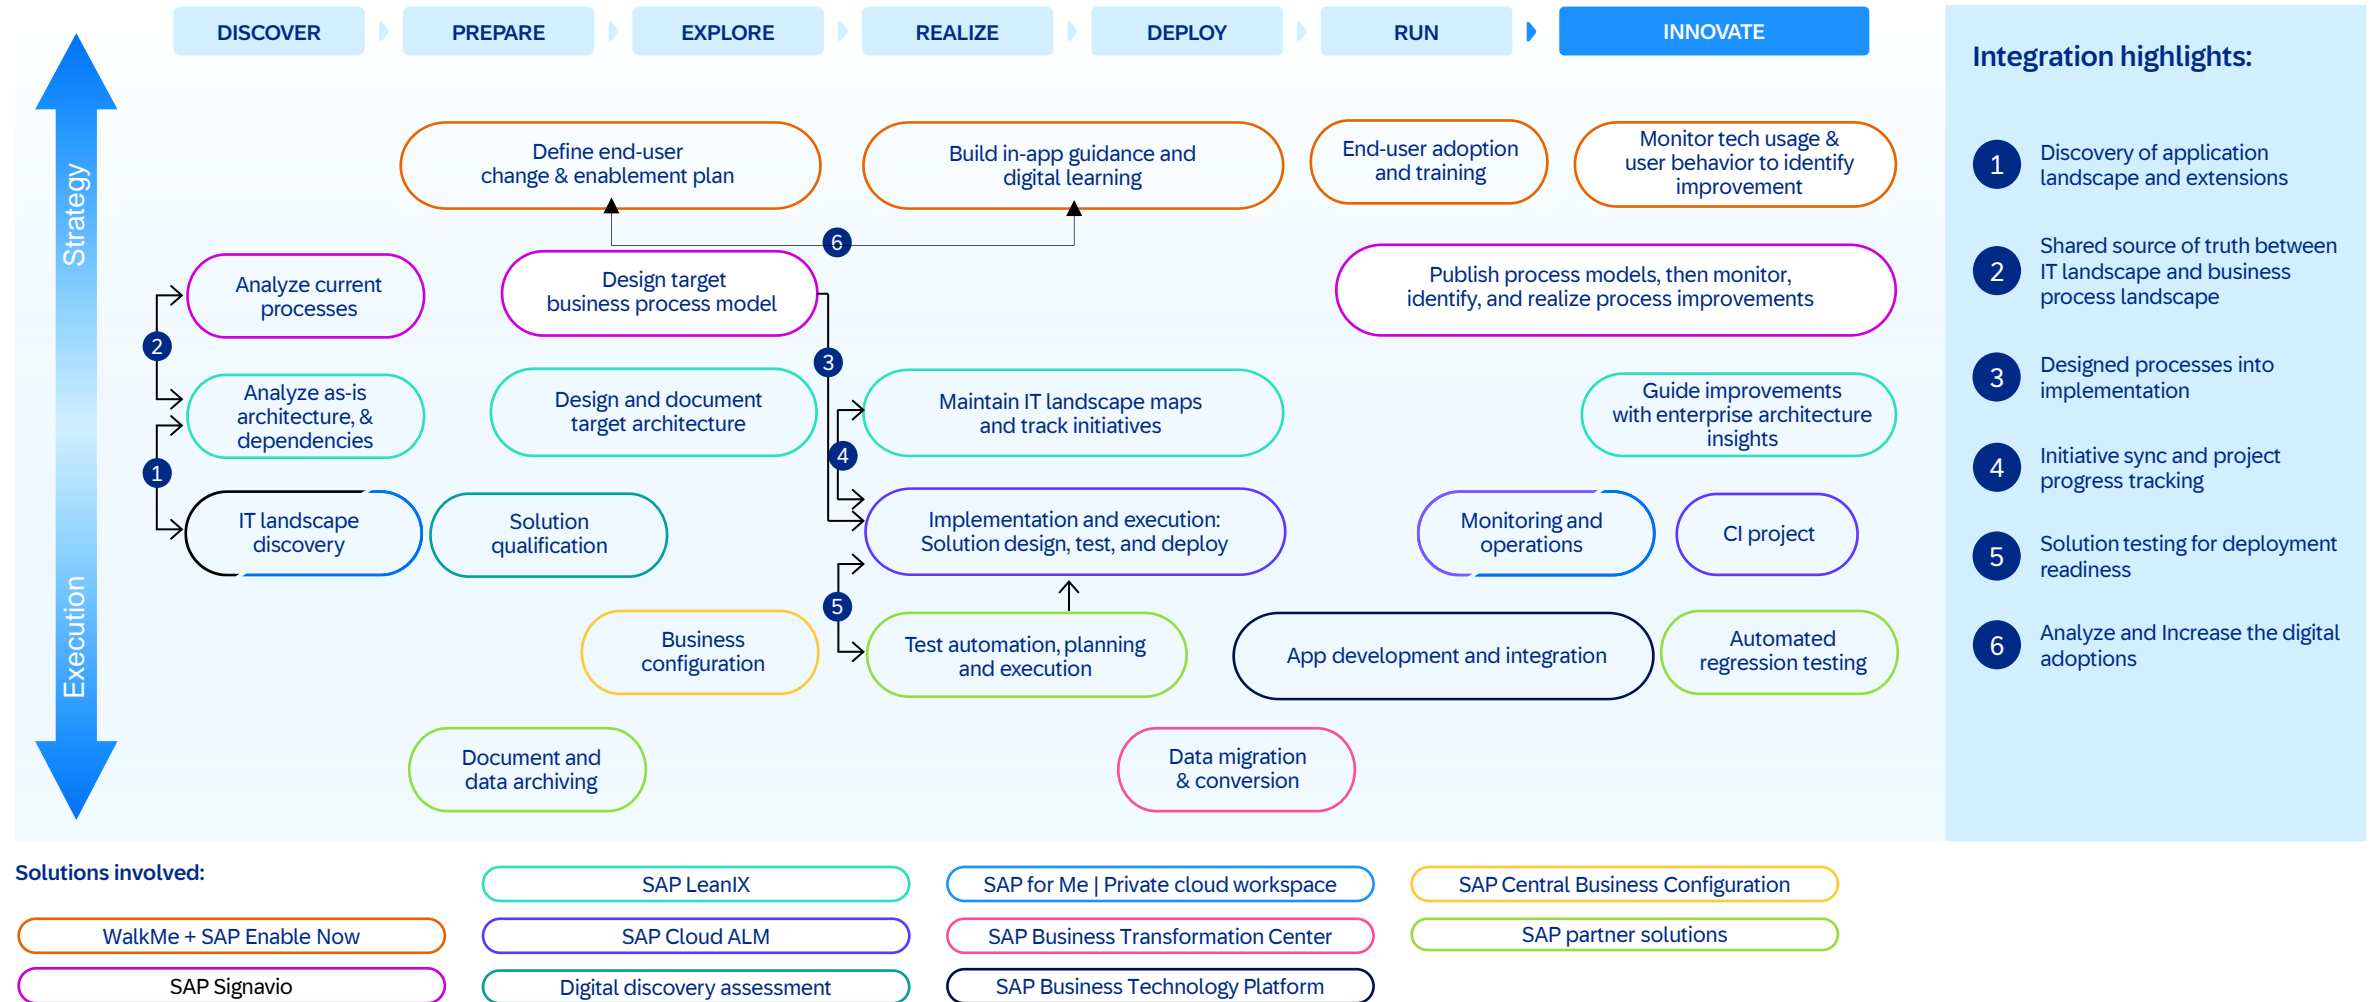 DISCOVER
PREPARE
EXPLORE
REALIZE
DEPLOY
RUN
INNOVATE
Strategy
Execution
Define end-user
change & enablement plan
Build in-app guidance and
digital learning
End-user adoption
and training
Monitor tech usage &
user behavior to identify
improvement
6
Analyze current
processes
Design target
business process model
Publish process models, then monitor,
identify, and realize process improvements
2
3
Analyze as-is
architecture, &
dependencies
Design and document
target architecture
Maintain IT landscape maps
and track initiatives
Guide improvements
with enterprise architecture
insights
1
4
IT landscape
discovery
Solution
qualification
Implementation and execution:
Solution design, test, and deploy
Monitoring and
operations
CI project
5
Business
configuration
Test automation, planning
and execution
App development and integration
Automated
regression testing
Document and
data archiving
Data migration
& conversion
Integration highlights:
1
Discovery of application
landscape and extensions
2
Shared source of truth between
IT landscape and business
process landscape
3
Designed processes into
implementation
4
Initiative sync and project
progress tracking
5
Solution testing for deployment
readiness
6
Analyze and Increase the digital
adoptions
Solutions involved:
WalkMe + SAP Enable Now
SAP Signavio
SAP LeanIX
SAP Cloud ALM
Digital discovery assessment
SAP for Me | Private cloud workspace
SAP Business Transformation Center
SAP Business Technology Platform
SAP Central Business Configuration
SAP partner solutions